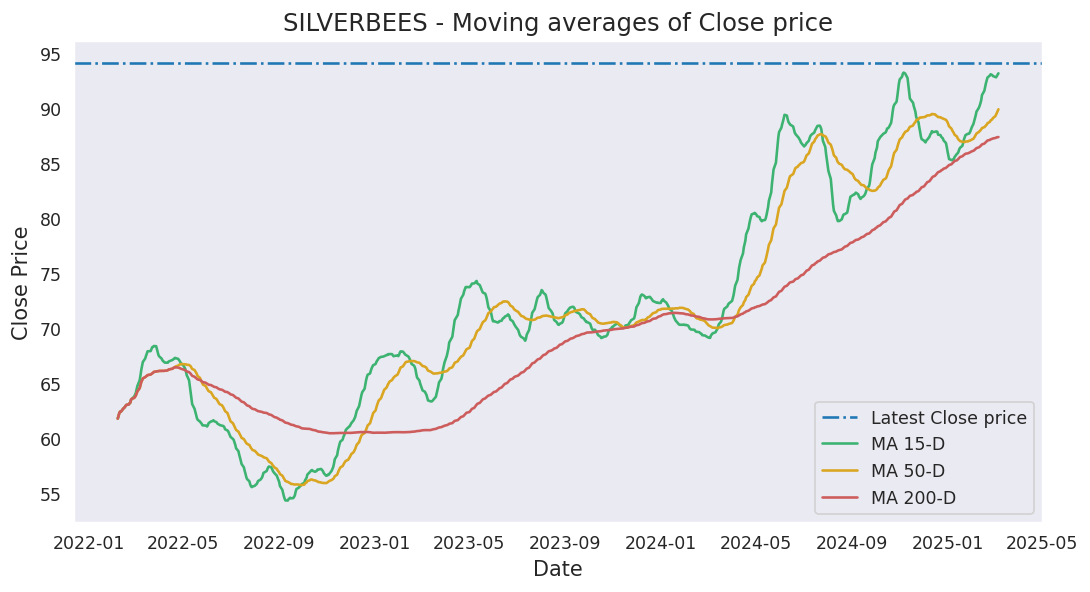 SILVERBEES - Moving averages of Close price
95
90
85
80
75
70
65
60
55
Close Price
Latest Close price
MA 15-D
MA 50-D
MA 200-D
2022-01 2022-05 2022-09 2023-01 2023-05 2023-09 2024-01 2024-05 2024-09 2025-01 2025-05
Date